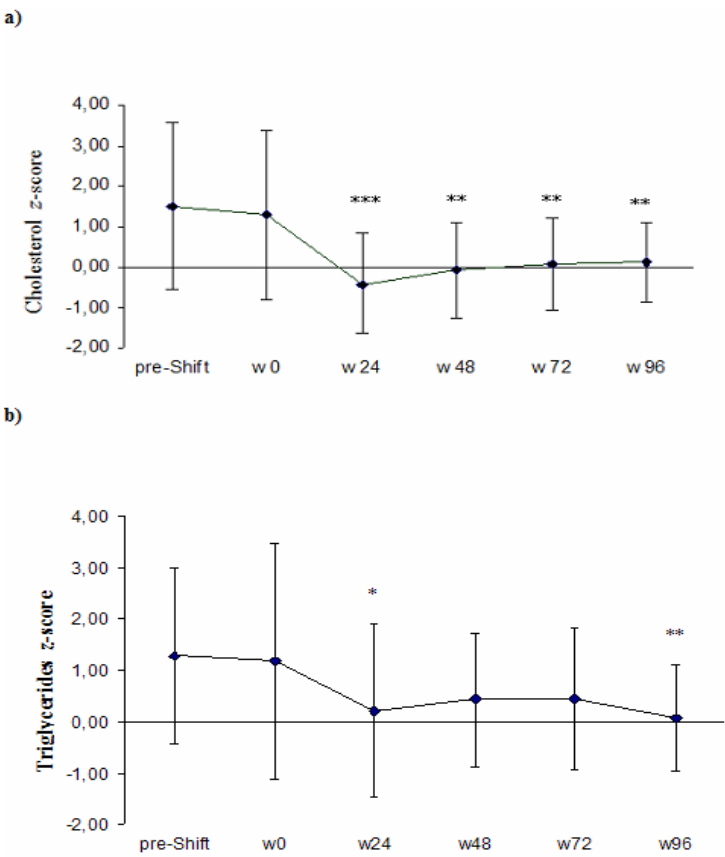 a)
Cholesterol z-score
4,00
3,00
2,00
1,00
0,00
-1,00
-2,00
*** ** ** **
pre-Shift w 0 w 24 w 48 w 72 w 96
b)
Triglycerides z-score
4,00
3,00
2,00
1,00
0,00
-1,00
-2,00
*
**
pre-Shift w0 w24 w48 w72 w96